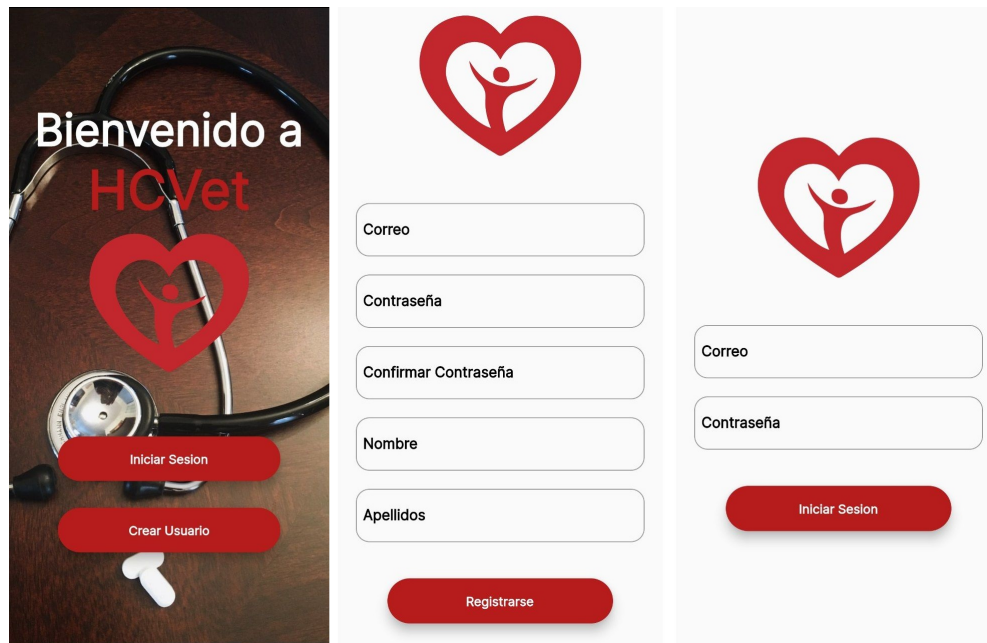 Bienvenido a
HCVet
Iniciar Sesion
Crear Usuario
Correo
Contraseña
Confirmar Contraseña
Nombre
Apellidos
Registrarse
Correo
Contraseña
Iniciar Sesion